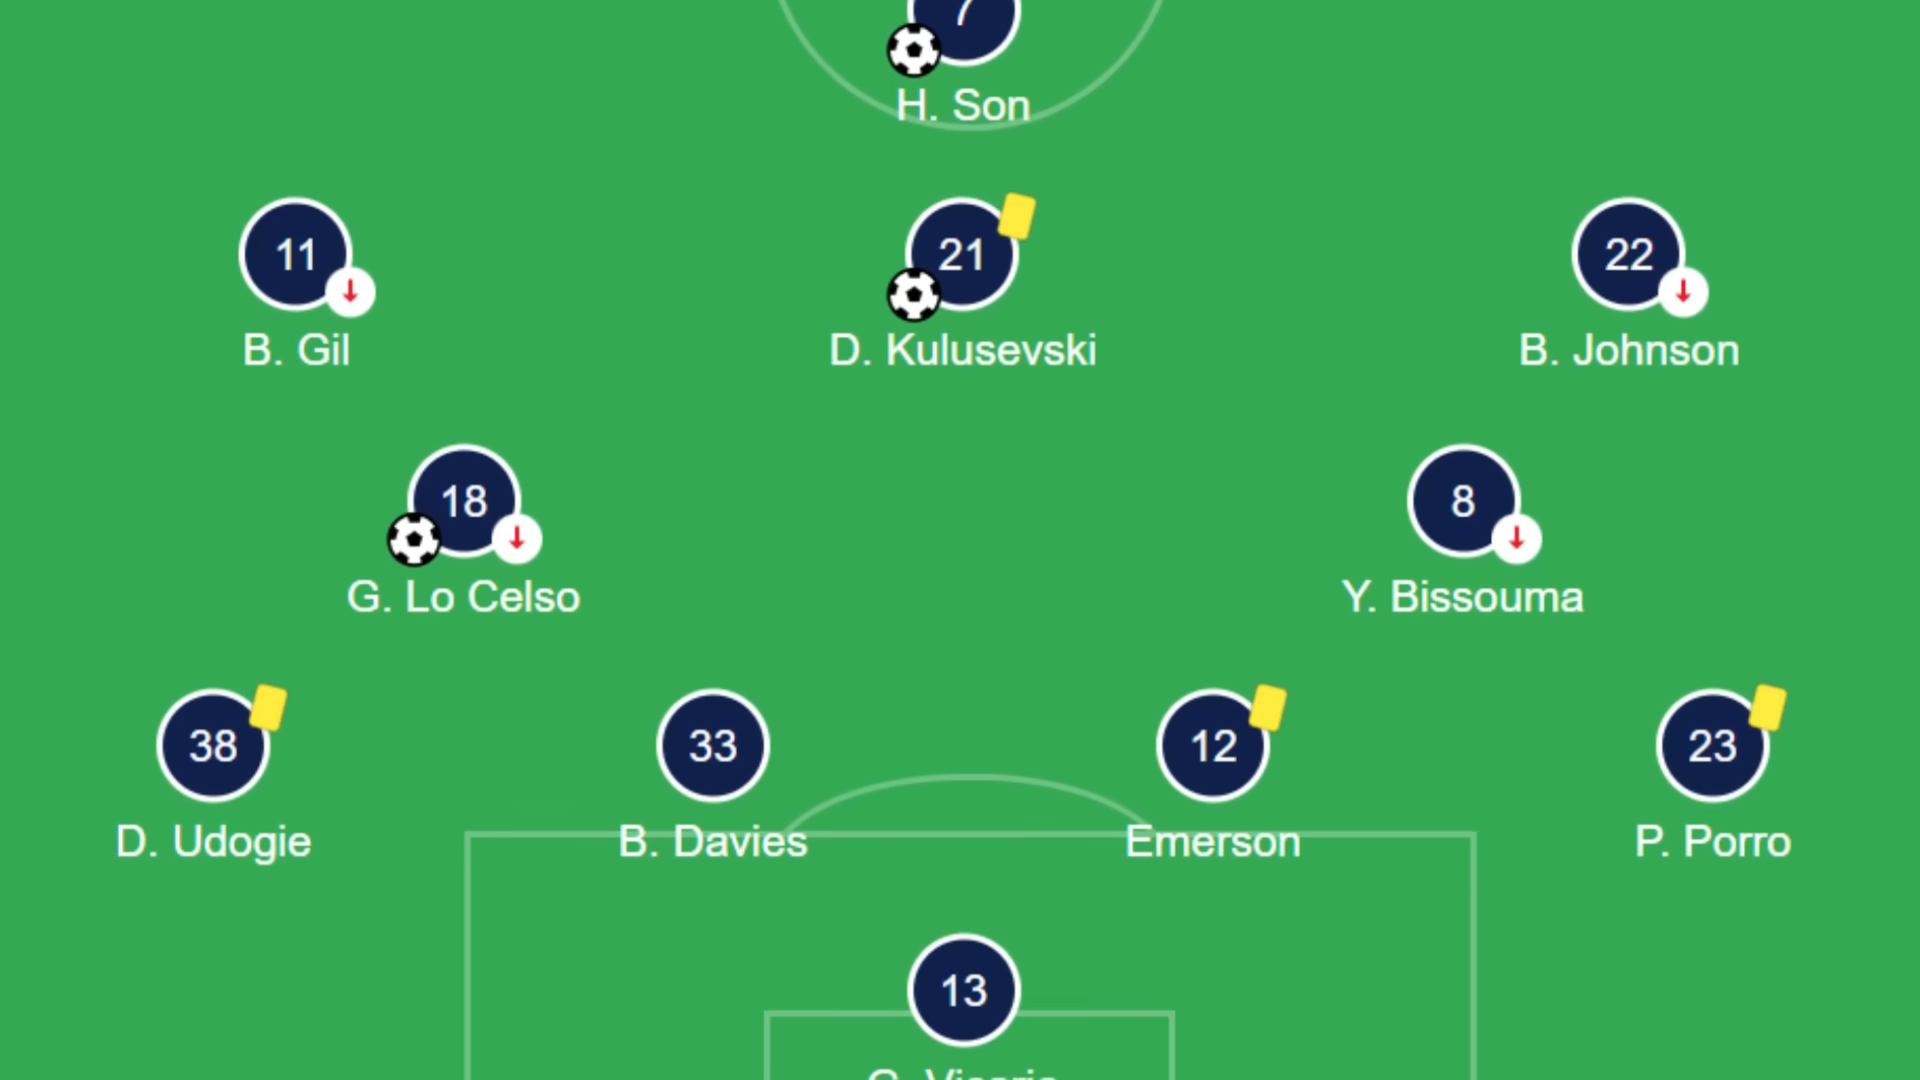 7
H. Son
11
21
22
B. Gil
D. Kulusevski
B. Johnson
18
8
G. Lo Celso
Y. Bissouma
38
33
12
23
D. Udogie
B. Davies
Emerson
P. Porro
13
G. Vicario